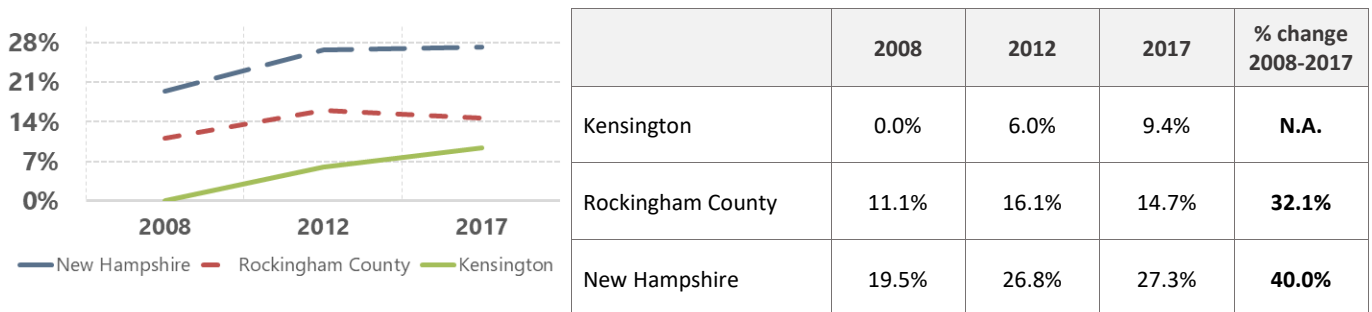 28%
21%
14%
7%
0%
2008 2012 2017
New Hampshire Rockingham County Kensington
2008 2012 2017 % change
2008-2017
Kensington 0.0% 6.0% 9.4% N.A.
Rockingham County 11.1% 16.1% 14.7% 32.1%
New Hampshire 19.5% 26.8% 27.3% 40.0%